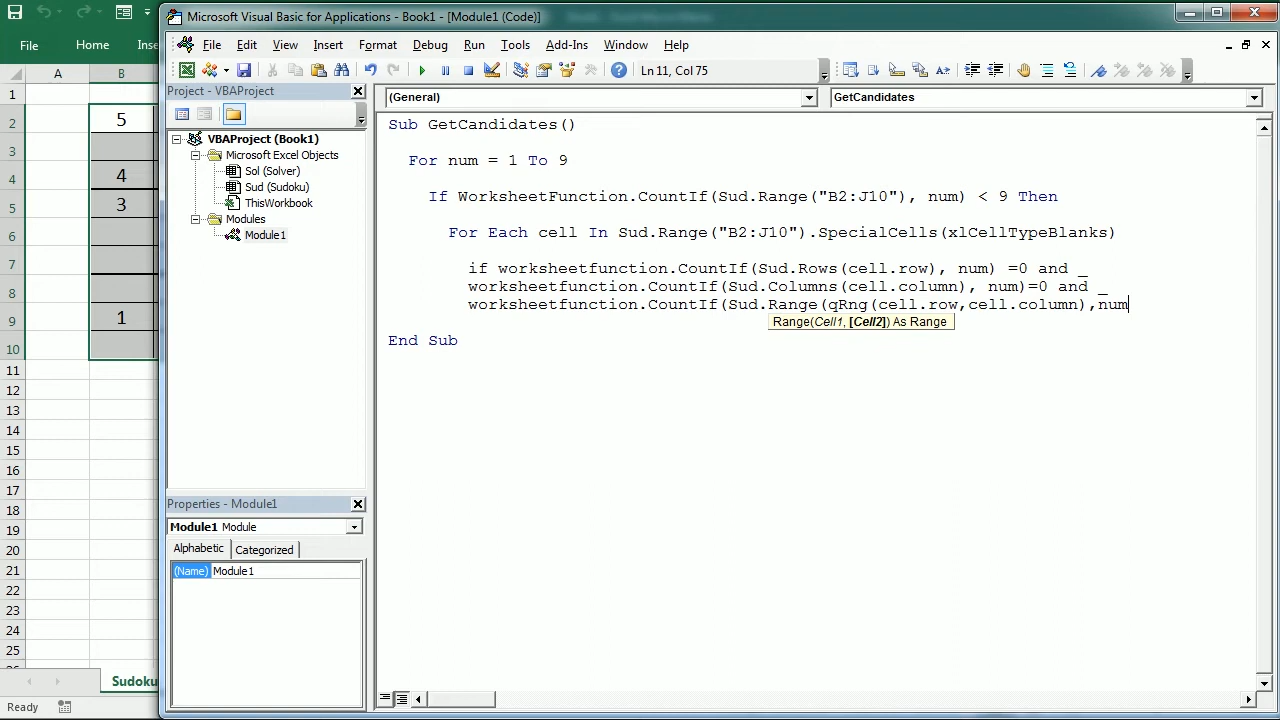 Microsoft Visual Basic for Applications - Book1 - [Module1 (Code)]
File Home Inse
File Edit View Insert Format Debug Run Tools Add-Ins Window Help
Ln 11, Col 75
A B
Project - VBAProject
(General) GetCandidates
VBAProject (Book1)
Microsoft Excel Objects
Sol (Solver)
Sud (Sudoku)
ThisWorkbook
Modules
Module1
Sub GetCandidates()
For num = 1 To 9
If WorksheetFunction.CountIf(Sud.Range("B2:J10"), num) < 9 Then
For Each cell In Sud.Range("B2:J10").SpecialCells(xlCellTypeBlanks)
if worksheetfunction.CountIf(Sud.Rows(cell.row), num) =0 and _
worksheetfunction.CountIf(Sud.Columns(cell.column), num)=0 and _
worksheetfunction.CountIf(Sud.Range(qRng(cell.row,cell.column),num
Range(Cell1, [Cell2]) As Range
End Sub
1
2 5
3
4 4
5 3
6
7
8
9 1
10
11
12
13
14
15
16
17
18
19
20
21
22
23
24
25
Properties - Module1
Module1 Module
Alphabetic Categorized
(Name) Module1
Sudoku
Ready